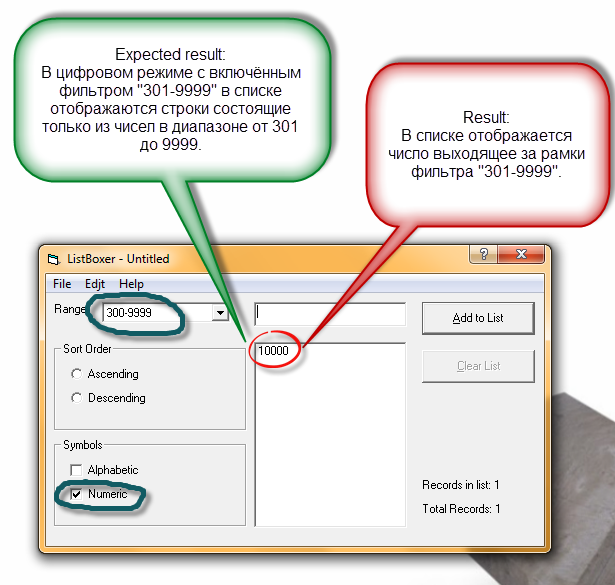 Expected result:
В цифровом режиме с включённым
фильтром "301-9999" в списке
отображаются строки состоящие
только из чисел в диапазоне от 301
до 9999.
Result:
В списке отображается
число выходящее за рамки
фильтра "301-9999".
ListBoxer - Untitled
File Edjt Help
Range 300-9999
Add to List
10000
Sort Order
Ascending
Descending
Clear List
Symbols
Alphabetic
Numeric
Records in list: 1
Total Records: 1